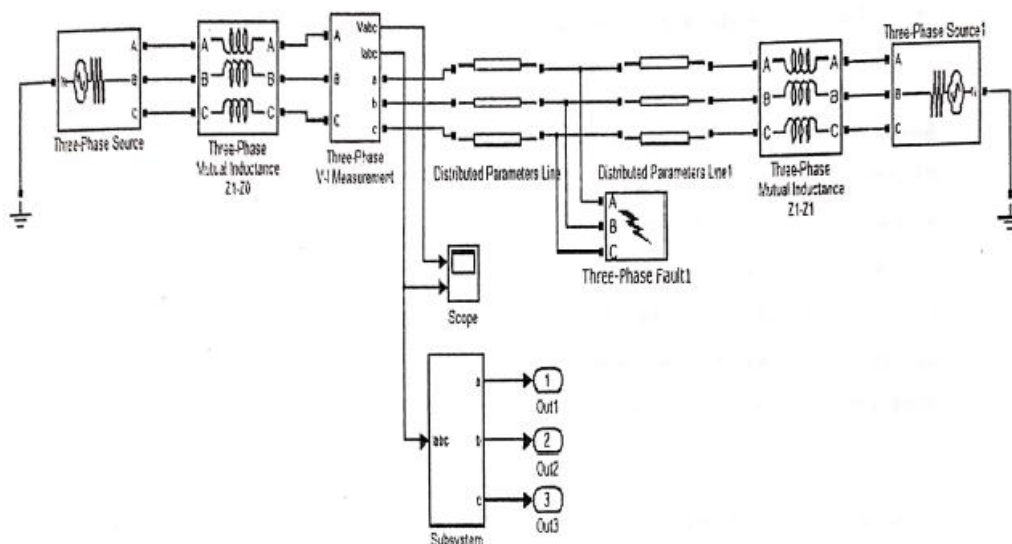 Three-Phase Source
N
A
B
C
A
B
C
A
B
C
Three-Phase
Mutual Inductance
Z1-Z0
A
B
C
Vabc
Iabc
a
b
c
Three-Phase
V-I Measurement
Distributed Parameters Line
Distributed Parameters Line1
A
B
C
Three-Phase Fault1
A
B
C
A
B
C
Three-Phase
Mutual Inductance
Z1-Z1
Three-Phase Source1
A
B
C
N
Scope
Iabc
a
b
c
Subsystem
1
Out1
2
Out2
3
Out3